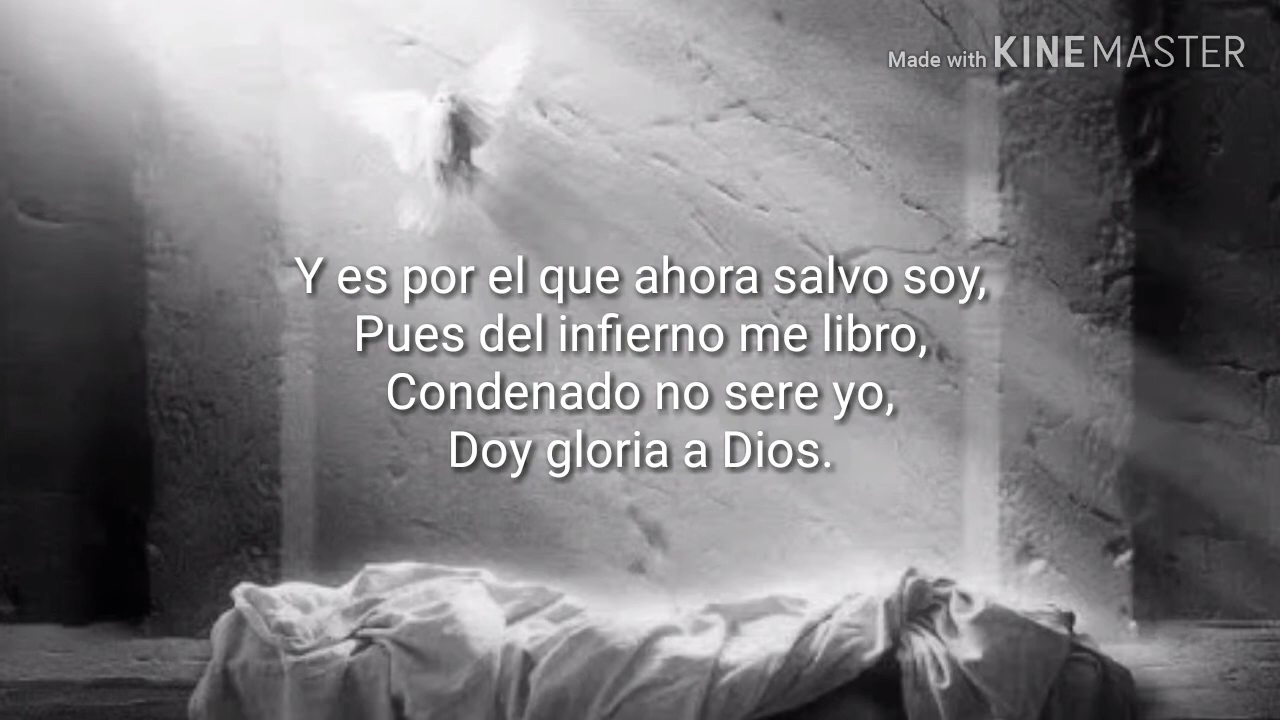 Made with KINEMASTER
Y es por el que ahora salvo soy,
Pues del infierno me libro,
Condenado no sere yo,
Doy gloria a Dios.